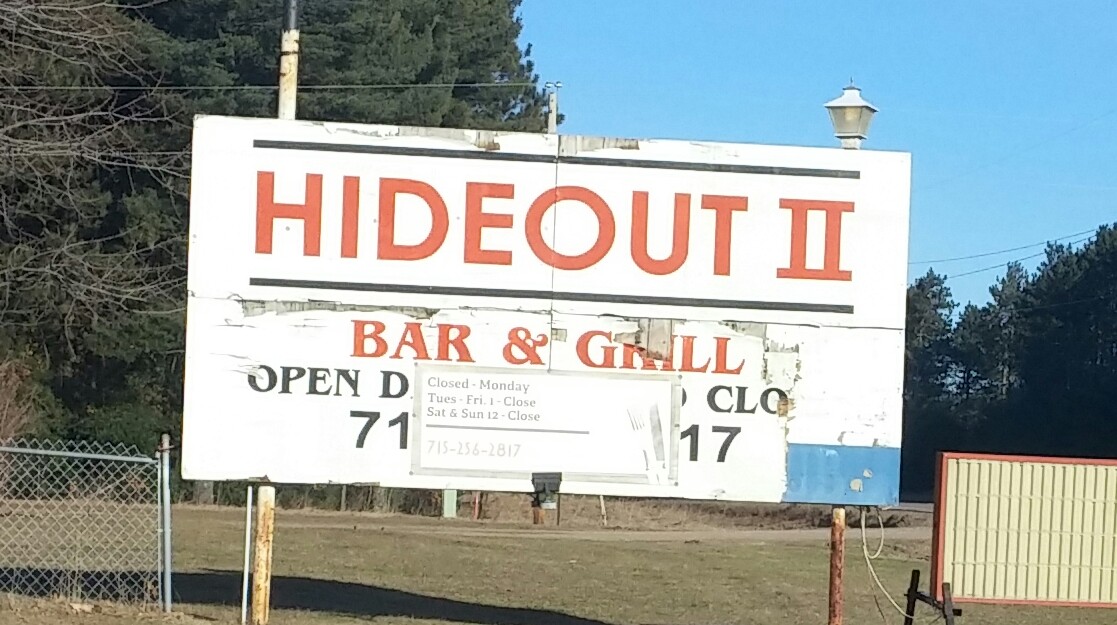 HIDEOUT II
BAR & GRILL
OPEN D CLO
Closed - Monday
Tues - Fri. 1 - Close
Sat & Sun 12 - Close
71 17
715-256-2817